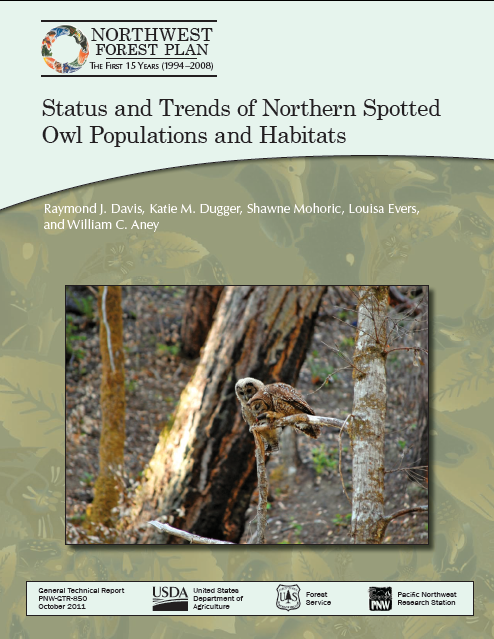 NORTHWEST
FOREST PLAN
THE FIRST 15 YEARS (1994–2008)
Status and Trends of Northern Spotted
Owl Populations and Habitats
Raymond J. Davis, Katie M. Dugger, Shawne Mohoric, Louisa Evers,
and William C. Aney
General Technical Report
PNW-GTR-850
October 2011
USDA
United States
Department of
Agriculture
Forest
Service
PNW
Pacific Northwest
Research Station